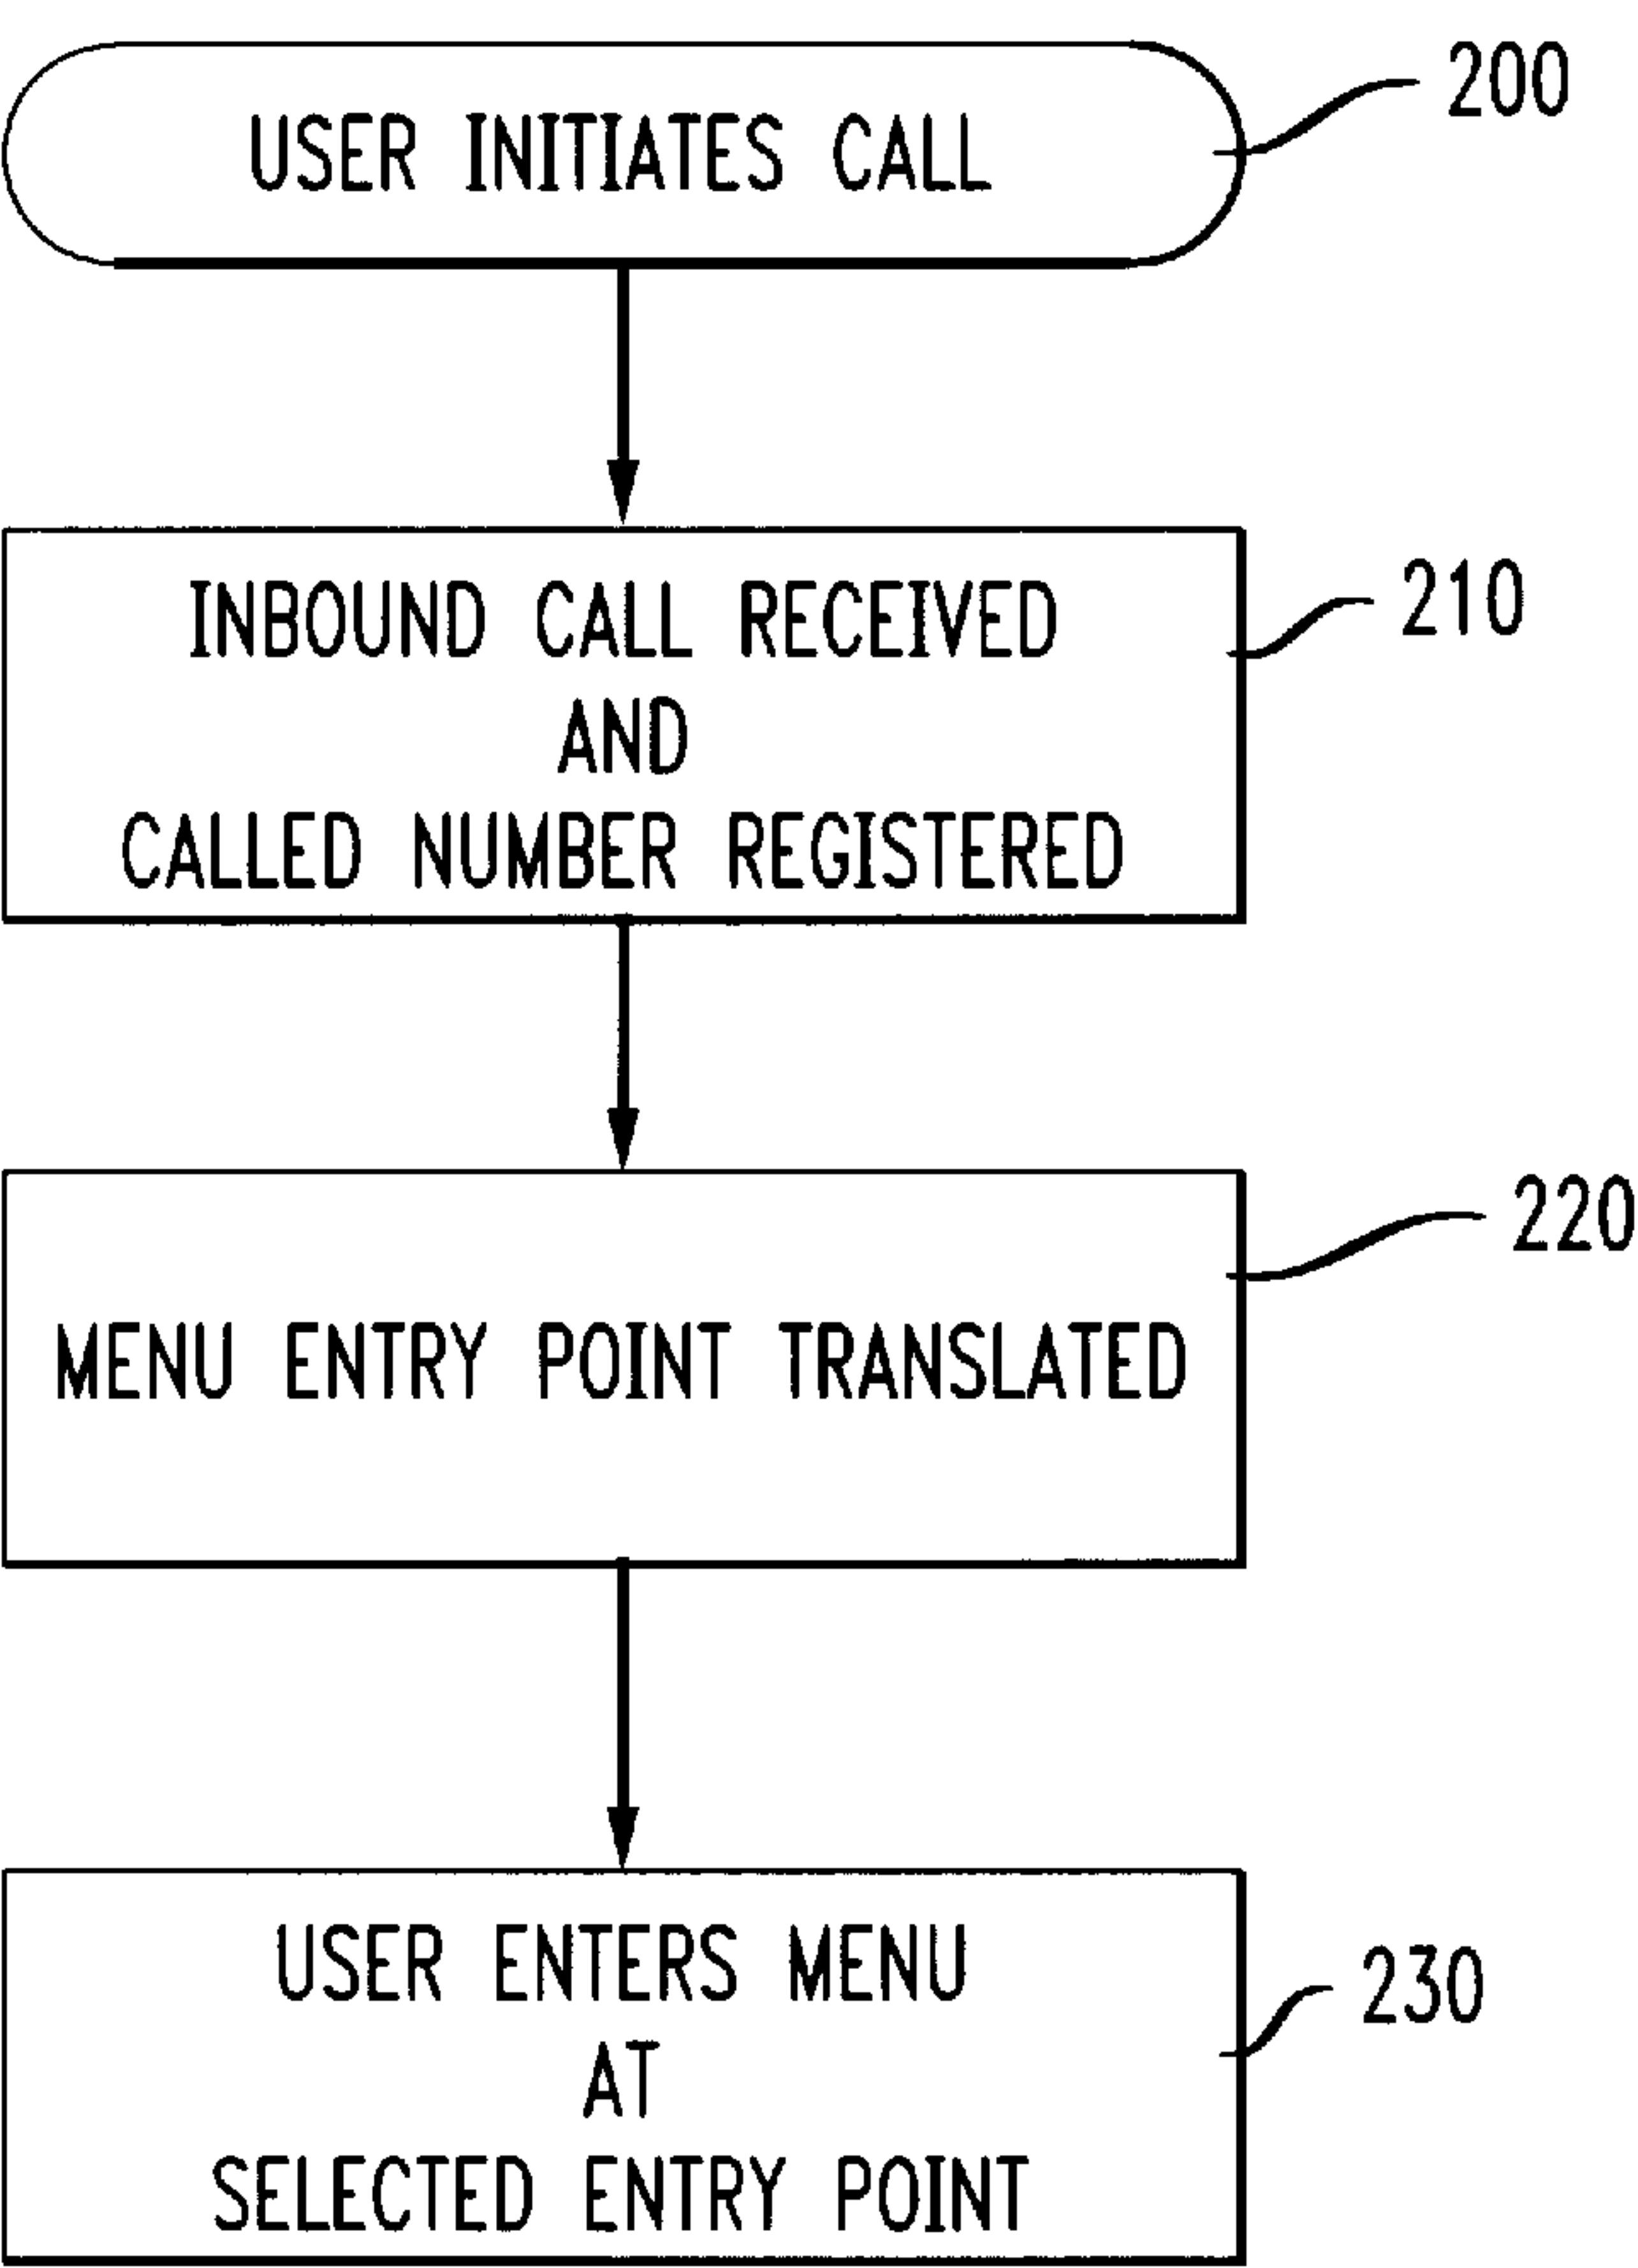 USER INITIATES CALL
200
INBOUND CALL RECEIVED
AND
CALLED NUMBER REGISTERED
210
MENU ENTRY POINT TRANSLATED
220
USER ENTERS MENU
AT
SELECTED ENTRY POINT
230